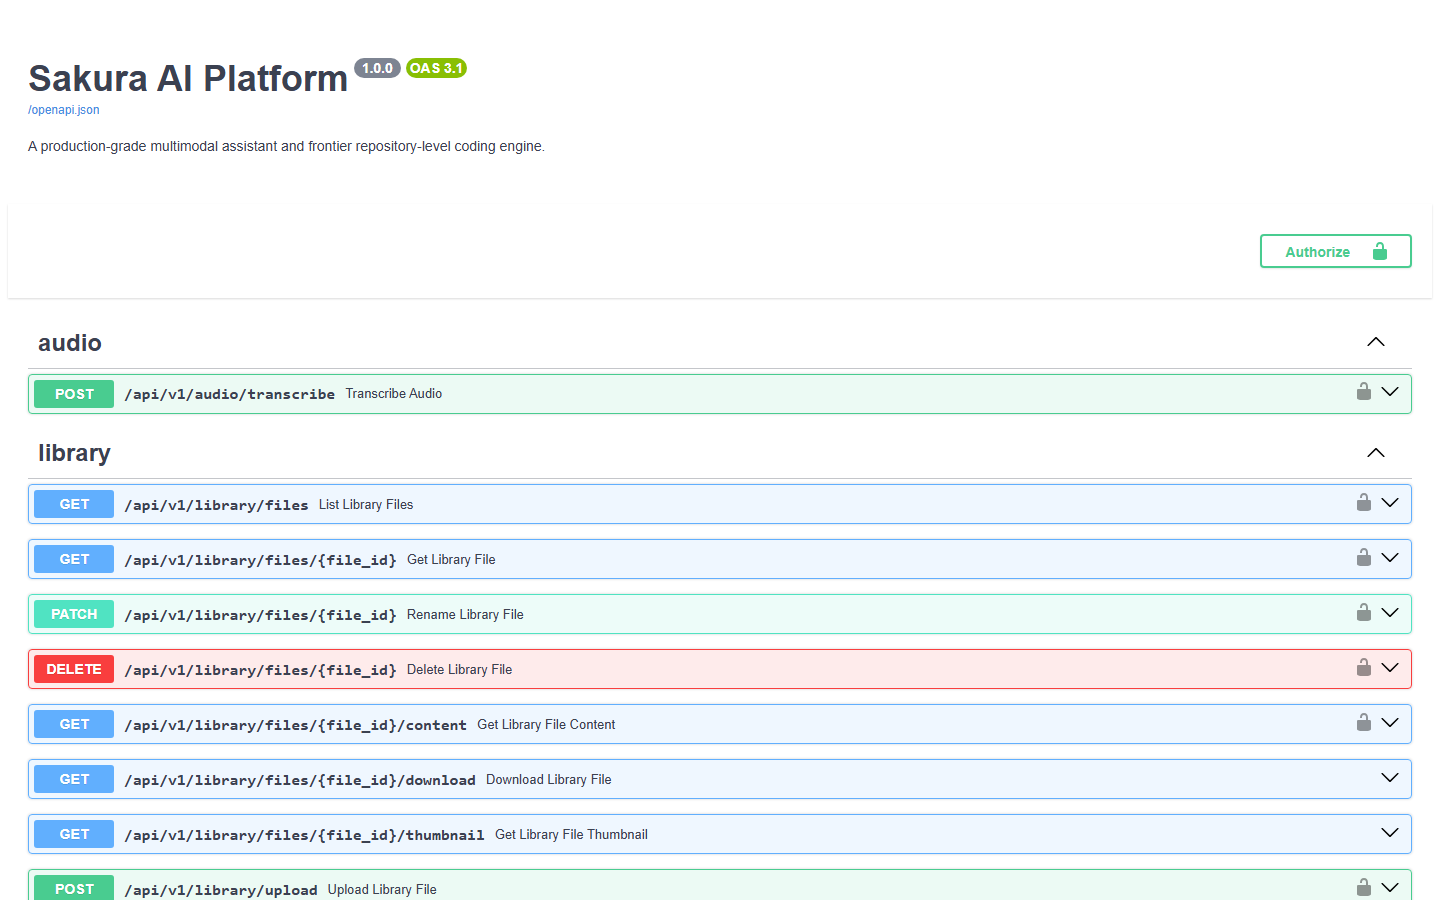 Sakura AI Platform 1.0.0 OAS 3.1
/openapi.json
A production-grade multimodal assistant and frontier repository-level coding engine.
Authorize
audio
POST /api/v1/audio/transcribe Transcribe Audio
library
GET /api/v1/library/files List Library Files
GET /api/v1/library/files/{file_id} Get Library File
PATCH /api/v1/library/files/{file_id} Rename Library File
DELETE /api/v1/library/files/{file_id} Delete Library File
GET /api/v1/library/files/{file_id}/content Get Library File Content
GET /api/v1/library/files/{file_id}/download Download Library File
GET /api/v1/library/files/{file_id}/thumbnail Get Library File Thumbnail
POST /api/v1/library/upload Upload Library File